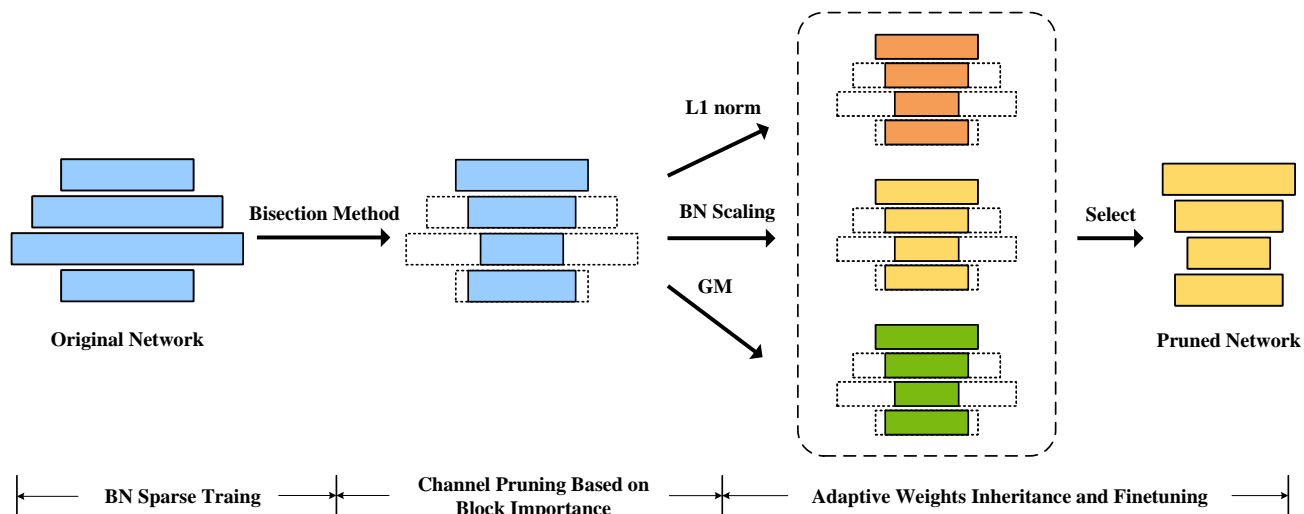 L1 norm
Bisection Method
BN Scaling
Select
GM
Original Network
Pruned Network
BN Sparse Traing
Channel Pruning Based on
Block Importance
Adaptive Weights Inheritance and Finetuning